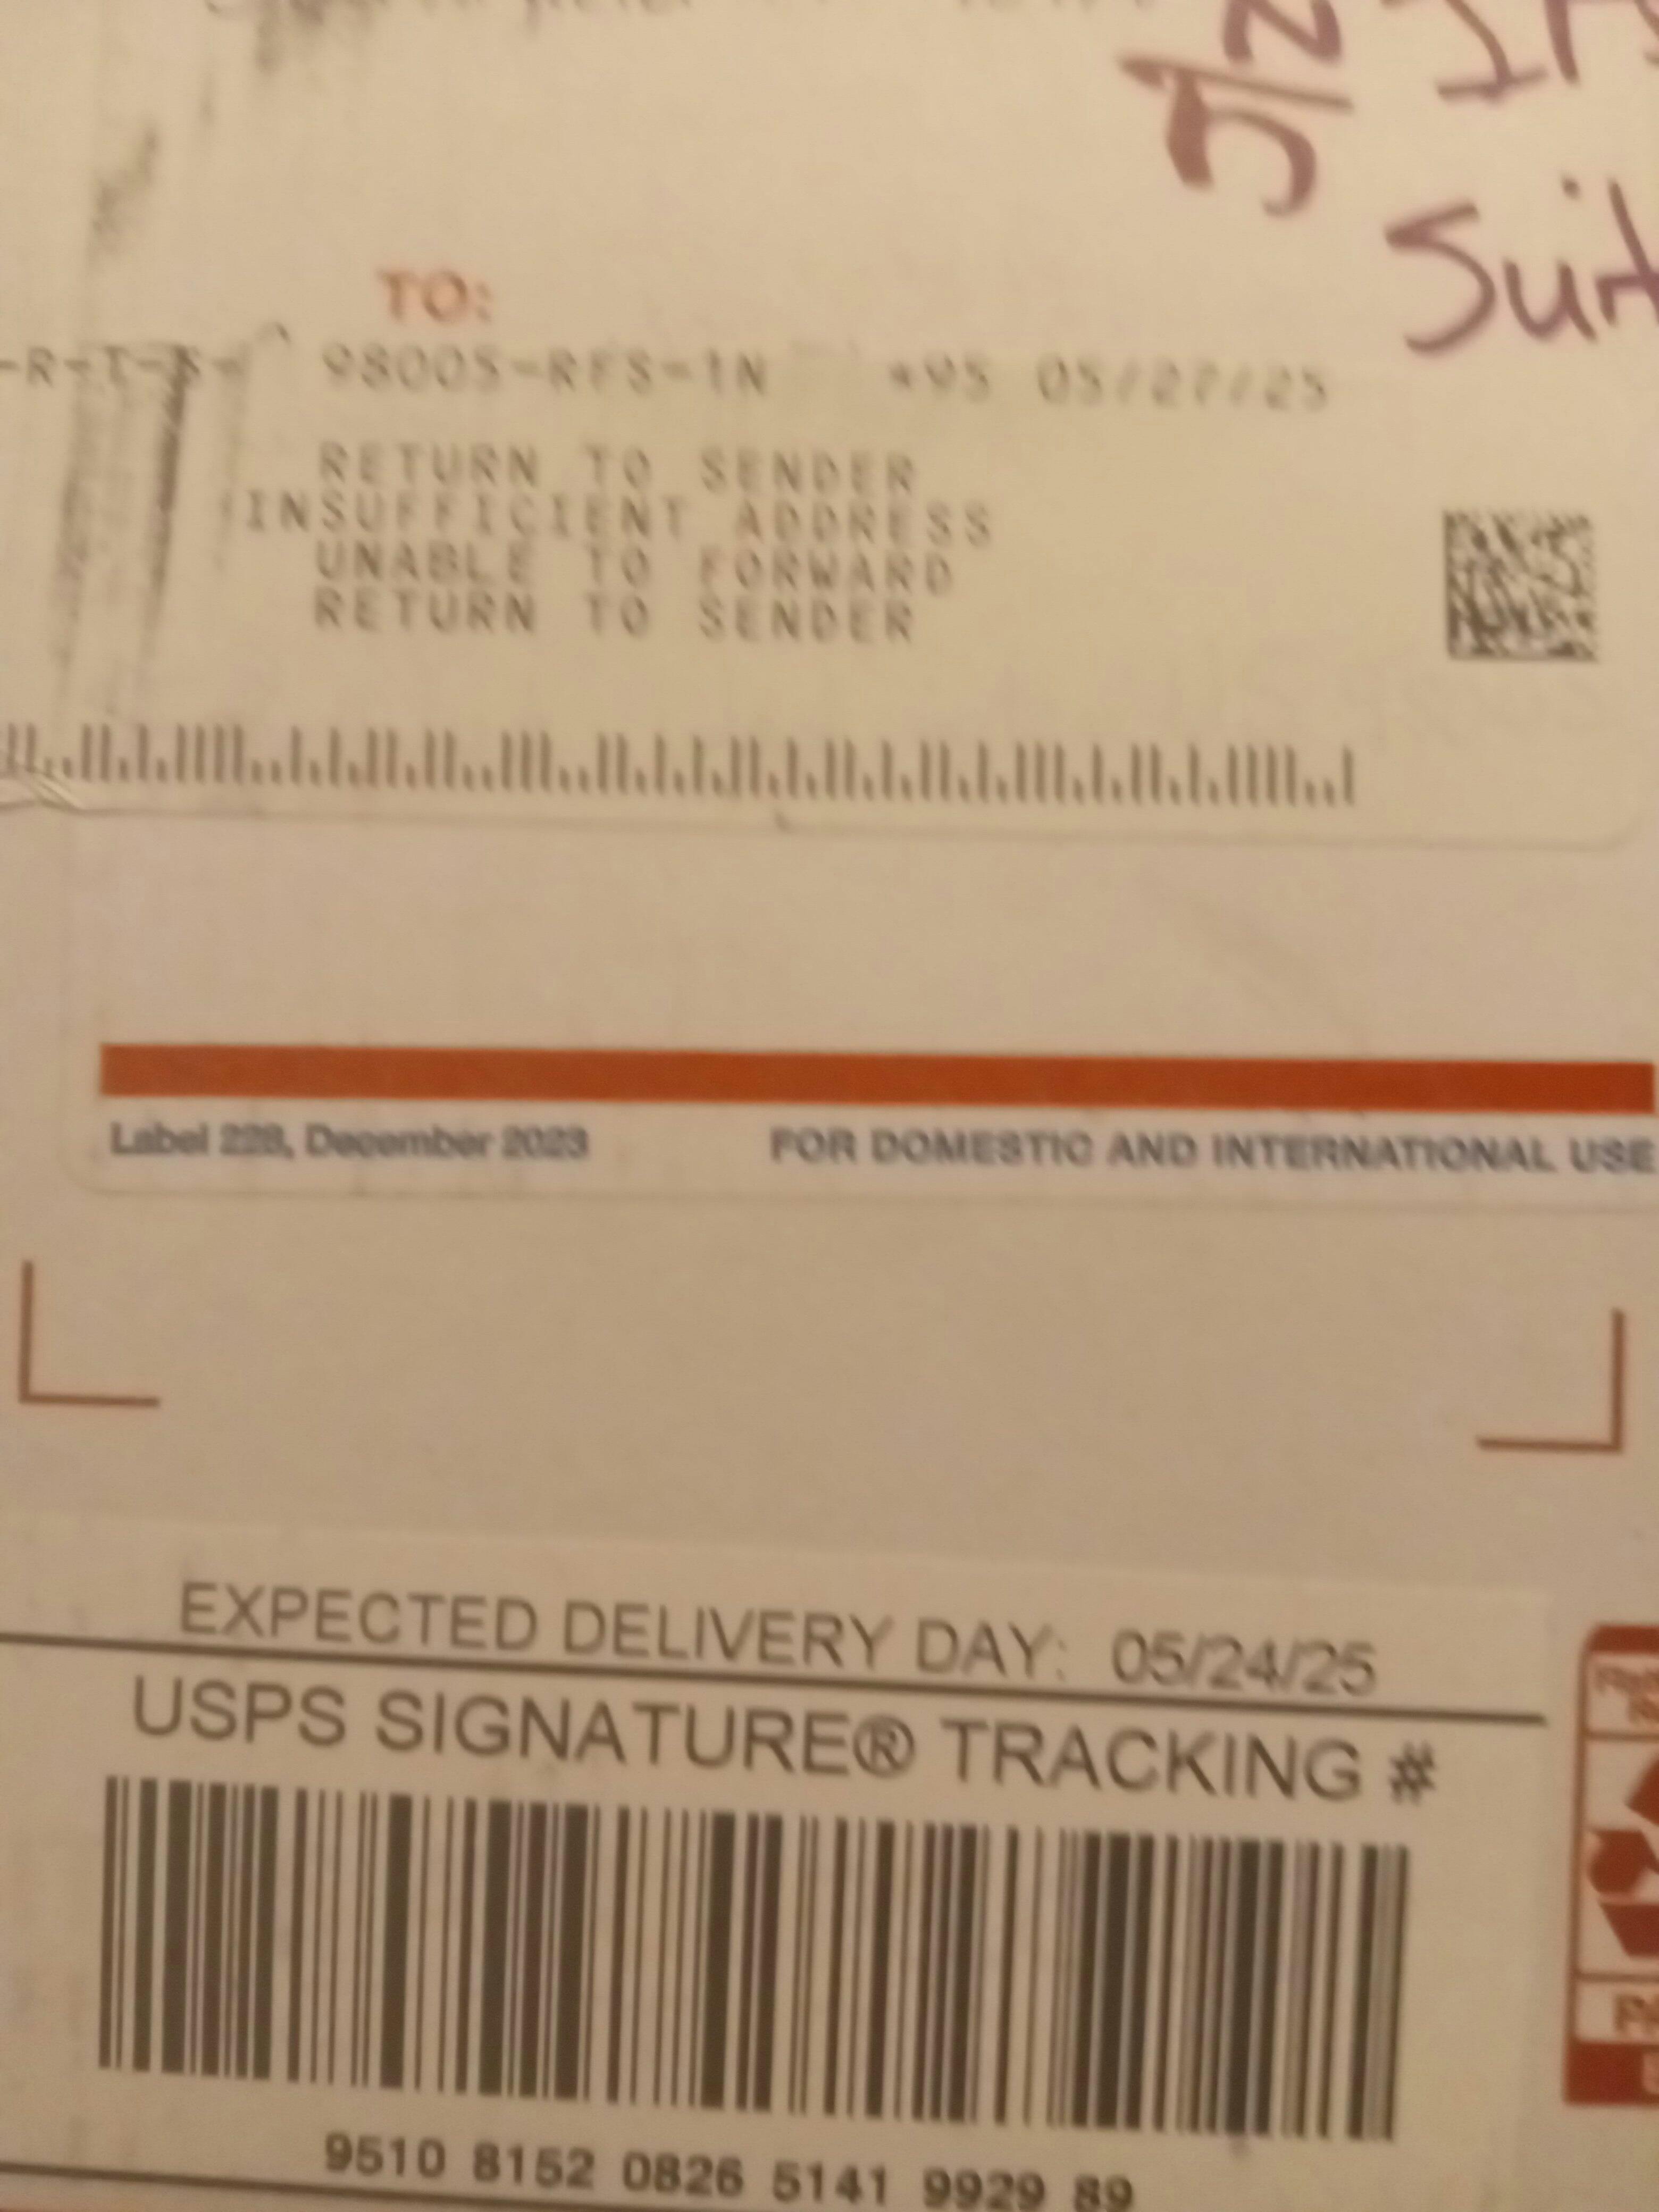 Suit
TO:
-R-T-S- 98005-RFS-1N *95 05/27/25
RETURN TO SENDER
INSUFFICIENT ADDRESS
UNABLE TO FORWARD
RETURN TO SENDER
Label 228, December 2023 FOR DOMESTIC AND INTERNATIONAL USE
EXPECTED DELIVERY DAY: 05/24/25
USPS SIGNATURE® TRACKING #
9510 8152 0826 5141 9929 89